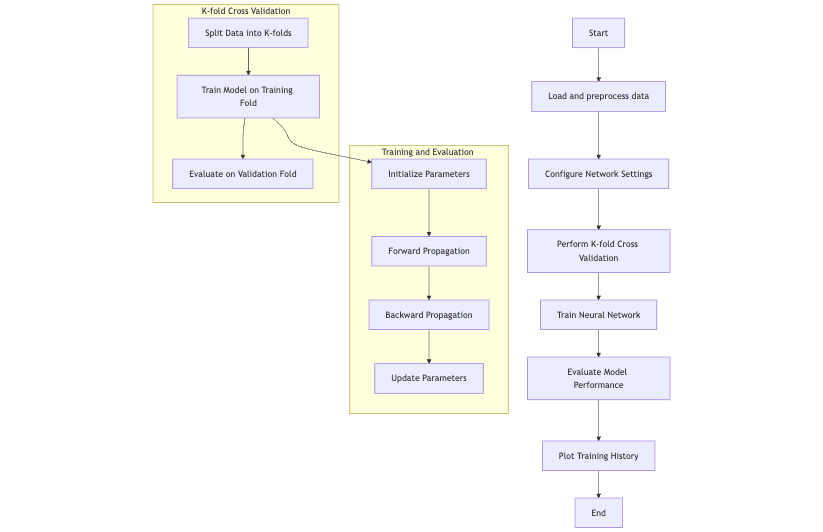 K-fold Cross Validation
Split Data into K-folds
Train Model on Training
Fold
Evaluate on Validation Fold
Training and Evaluation
Initialize Parameters
Forward Propagation
Backward Propagation
Update Parameters
Start
Load and preprocess data
Configure Network Settings
Perform K-fold Cross
Validation
Train Neural Network
Evaluate Model
Performance
Plot Training History
End